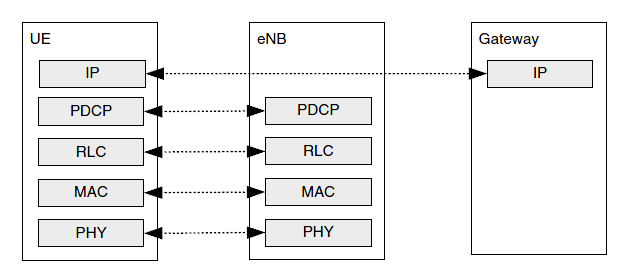 UE
eNB
Gateway
IP
IP
PDCP
PDCP
RLC
RLC
MAC
MAC
PHY
PHY